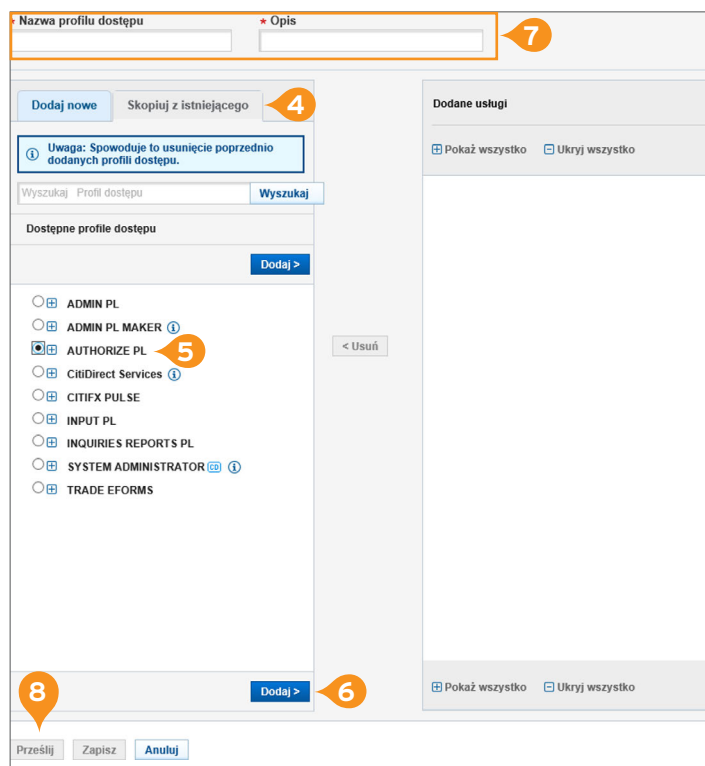 * Nazwa profilu dostępu * Opis
7
Dodaj nowe Skopiuj z istniejącego
4
Dodane usługi
Uwaga: Spowoduje to usunięcie poprzednio
dodanych profili dostępu.
Pokaż wszystko Ukryj wszystko
Wyszukaj Profil dostępu Wyszukaj
Dostępne profile dostępu
Dodaj >
ADMIN PL
ADMIN PL MAKER
AUTHORIZE PL
5
< Usuń
CitiDirect Services
CITIFX PULSE
INPUT PL
INQUIRIES REPORTS PL
SYSTEM ADMINISTRATOR CD
TRADE EFORMS
8
Dodaj >
6
Pokaż wszystko Ukryj wszystko
Prześlij Zapisz Anuluj